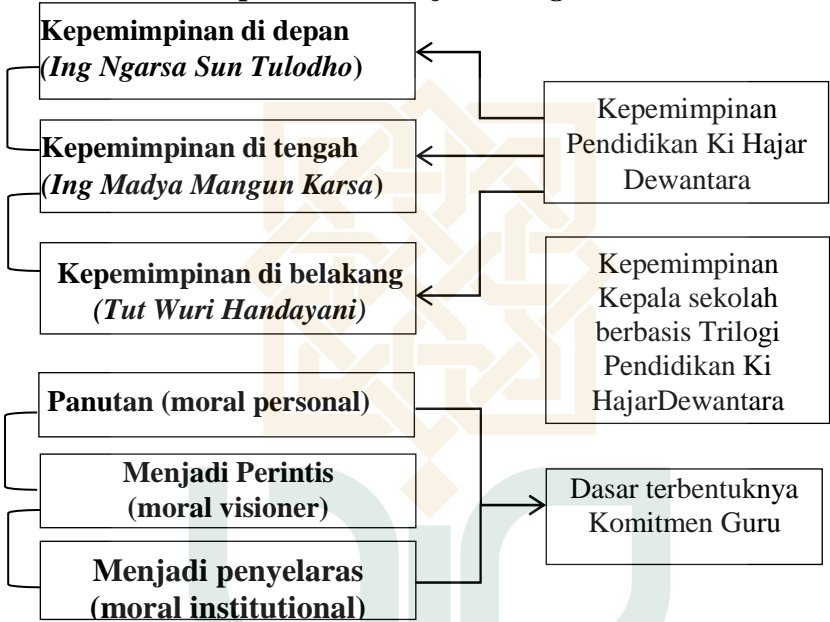 Kepemimpinan di depan
(Ing Ngarsa Sun Tulodho)
Kepemimpinan di tengah
(Ing Madya Mangun Karsa)
Kepemimpinan di belakang
(Tut Wuri Handayani)
Kepemimpinan
Pendidikan Ki Hajar
Dewantara
Kepemimpinan
Kepala sekolah
berbasis Trilogi
Pendidikan Ki
HajarDewantara
Panutan (moral personal)
Menjadi Perintis
(moral visioner)
Menjadi penyelaras
(moral institutional)
Dasar terbentuknya
Komitmen Guru